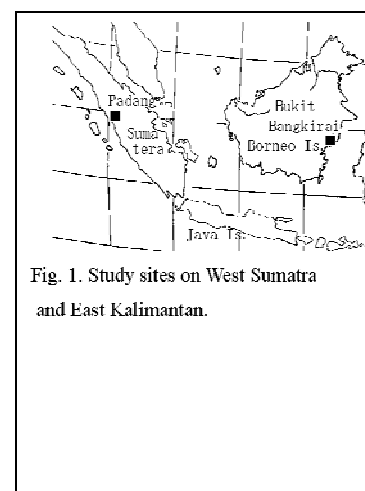 Padang
Suma
tera
Bukit
Bangkirai
Borneo Is.
Java Is.
Fig. 1. Study sites on West Sumatra
and East Kalimantan.